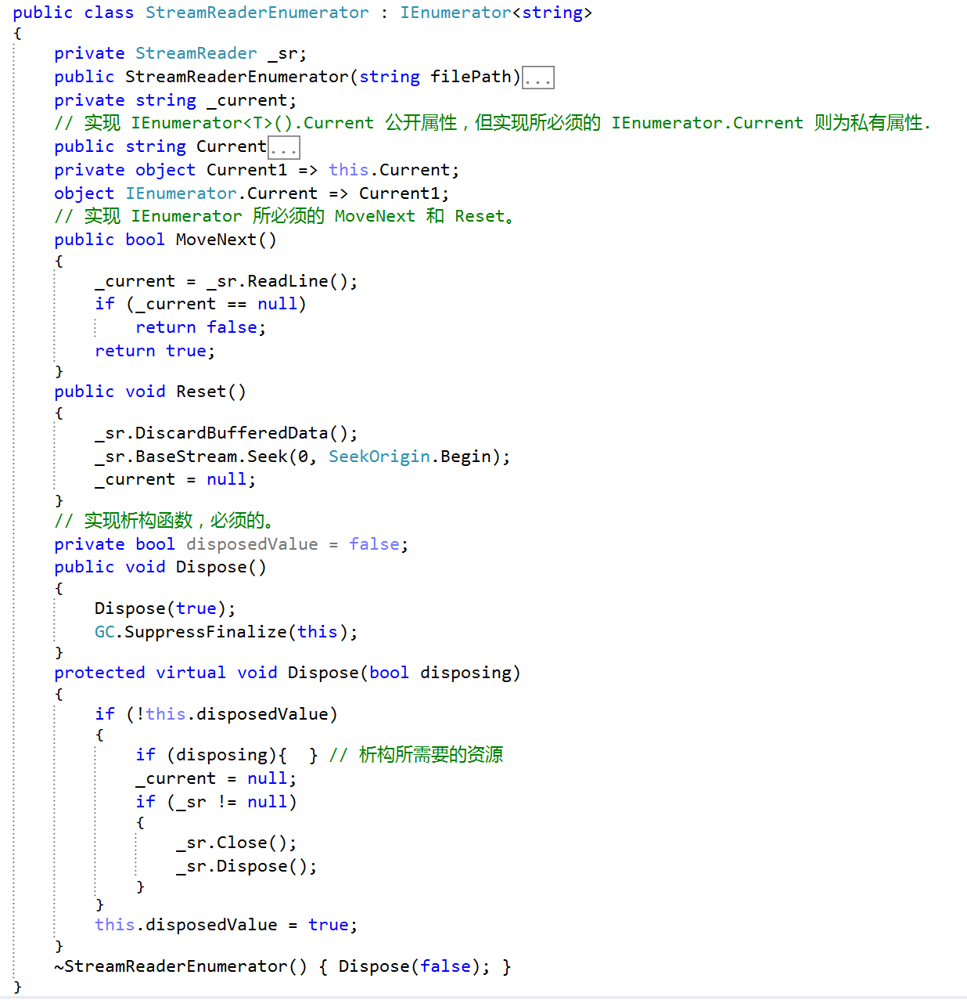 public class StreamReaderEnumerator : IEnumerator<string>
{
    private StreamReader _sr;
    public StreamReaderEnumerator(string filePath)...
    private string _current;
    // 实现 IEnumerator<T>().Current 公开属性，但实现所必须的 IEnumerator.Current 则为私有属性.
    public string Current...
    private object Current1 => this.Current;
    object IEnumerator.Current => Current1;
    // 实现 IEnumerator 所必须的 MoveNext 和 Reset。
    public bool MoveNext()
    {
        _current = _sr.ReadLine();
        if (_current == null)
            return false;
        return true;
    }
    public void Reset()
    {
        _sr.DiscardBufferedData();
        _sr.BaseStream.Seek(0, SeekOrigin.Begin);
        _current = null;
    }
    // 实现析构函数，必须的。
    private bool disposedValue = false;
    public void Dispose()
    {
        Dispose(true);
        GC.SuppressFinalize(this);
    }
    protected virtual void Dispose(bool disposing)
    {
        if (!this.disposedValue)
        {
            if (disposing){  } // 析构所需要的资源
            _current = null;
            if (_sr != null)
            {
                _sr.Close();
                _sr.Dispose();
            }
        }
        this.disposedValue = true;
    }
    ~StreamReaderEnumerator() { Dispose(false); }
}